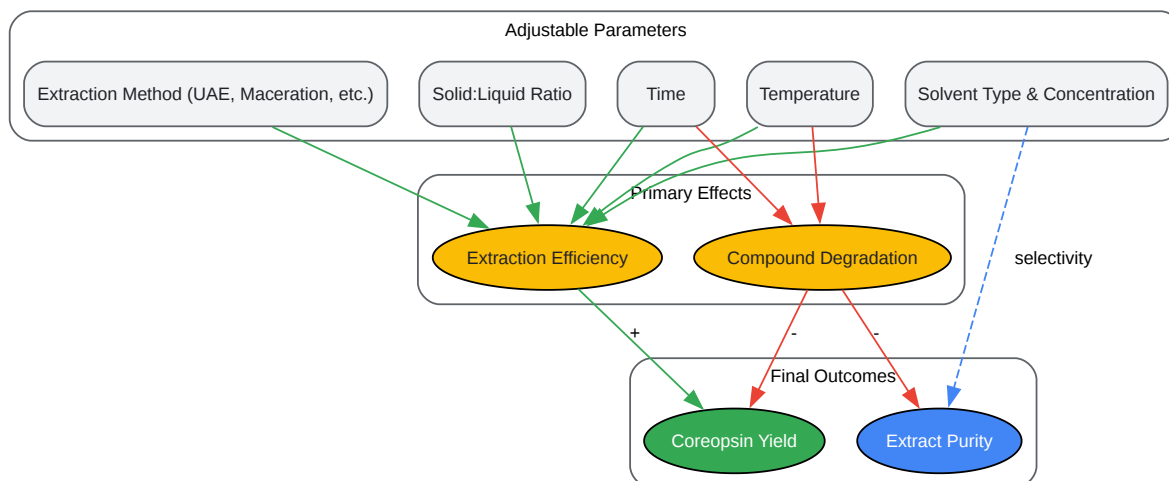 Adjustable Parameters
Extraction Method (UAE, Maceration, etc.)
Solid:Liquid Ratio
Time
Temperature
Solvent Type & Concentration
Primary Effects
Extraction Efficiency
Compound Degradation
selectivity
+
-
-
Final Outcomes
Coreopsin Yield
Extract Purity